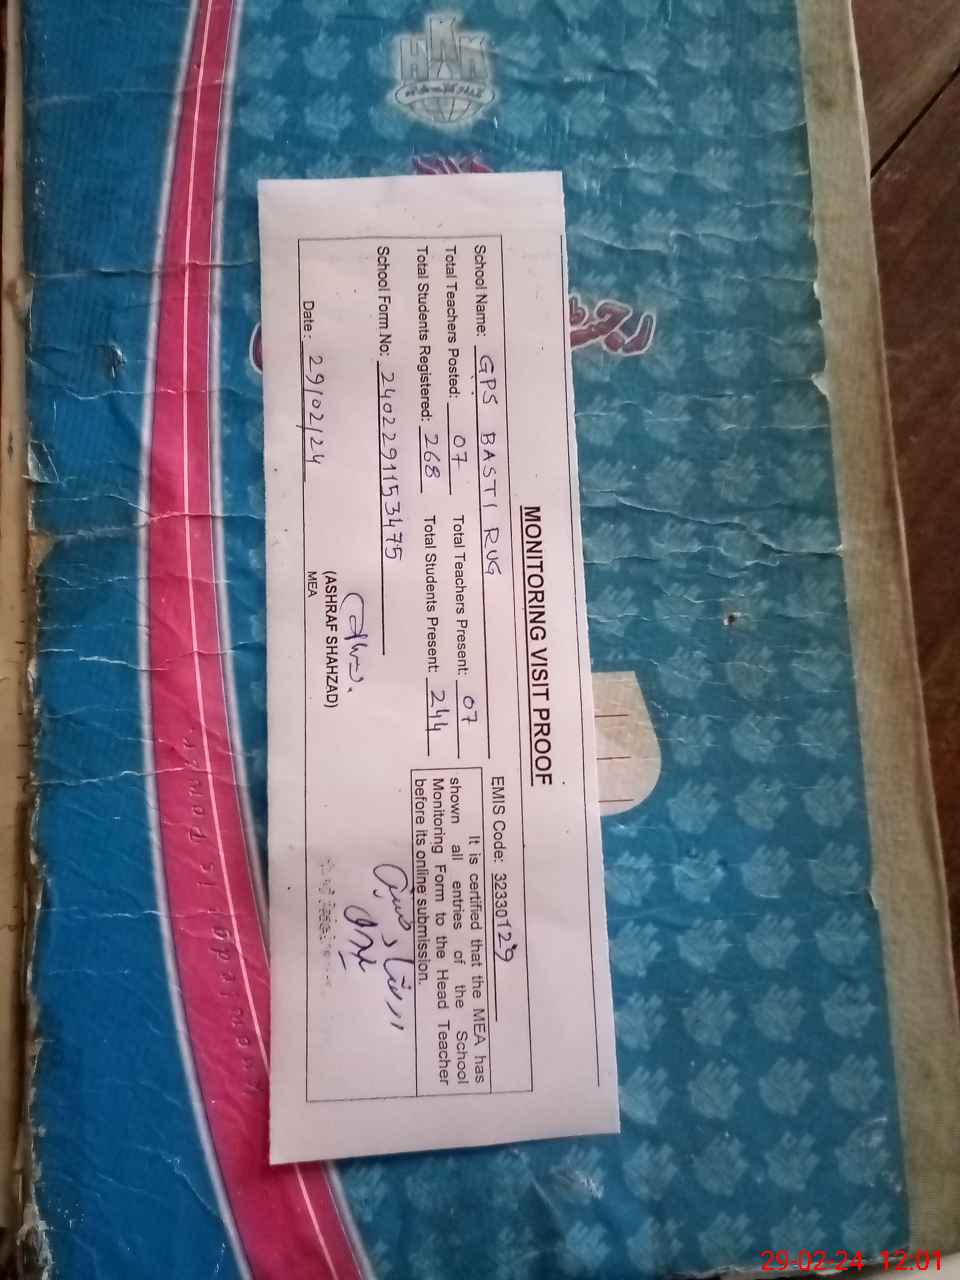 MONITORING VISIT PROOF
School Name: GPS BASTI RUG EMIS Code: 32330129
Total Teachers Posted: 07 Total Teachers Present: 07
Total Students Registered: 268 Total Students Present: 244
School Form No: 2402291153475
Date: 29/02/24
(ASHRAF SHAHZAD)
MEA
It is certified that the MEA has
shown all entries of the School
Monitoring Form to the Head Teacher
before its online submission.
29-02-24 12:01